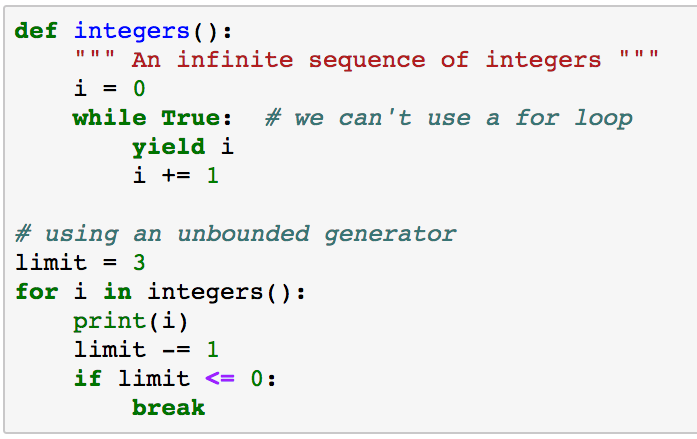 def integers():
    """ An infinite sequence of integers """
    i = 0
    while True:  # we can't use a for loop
        yield i
        i += 1

# using an unbounded generator
limit = 3
for i in integers():
    print(i)
    limit -= 1
    if limit <= 0:
        break